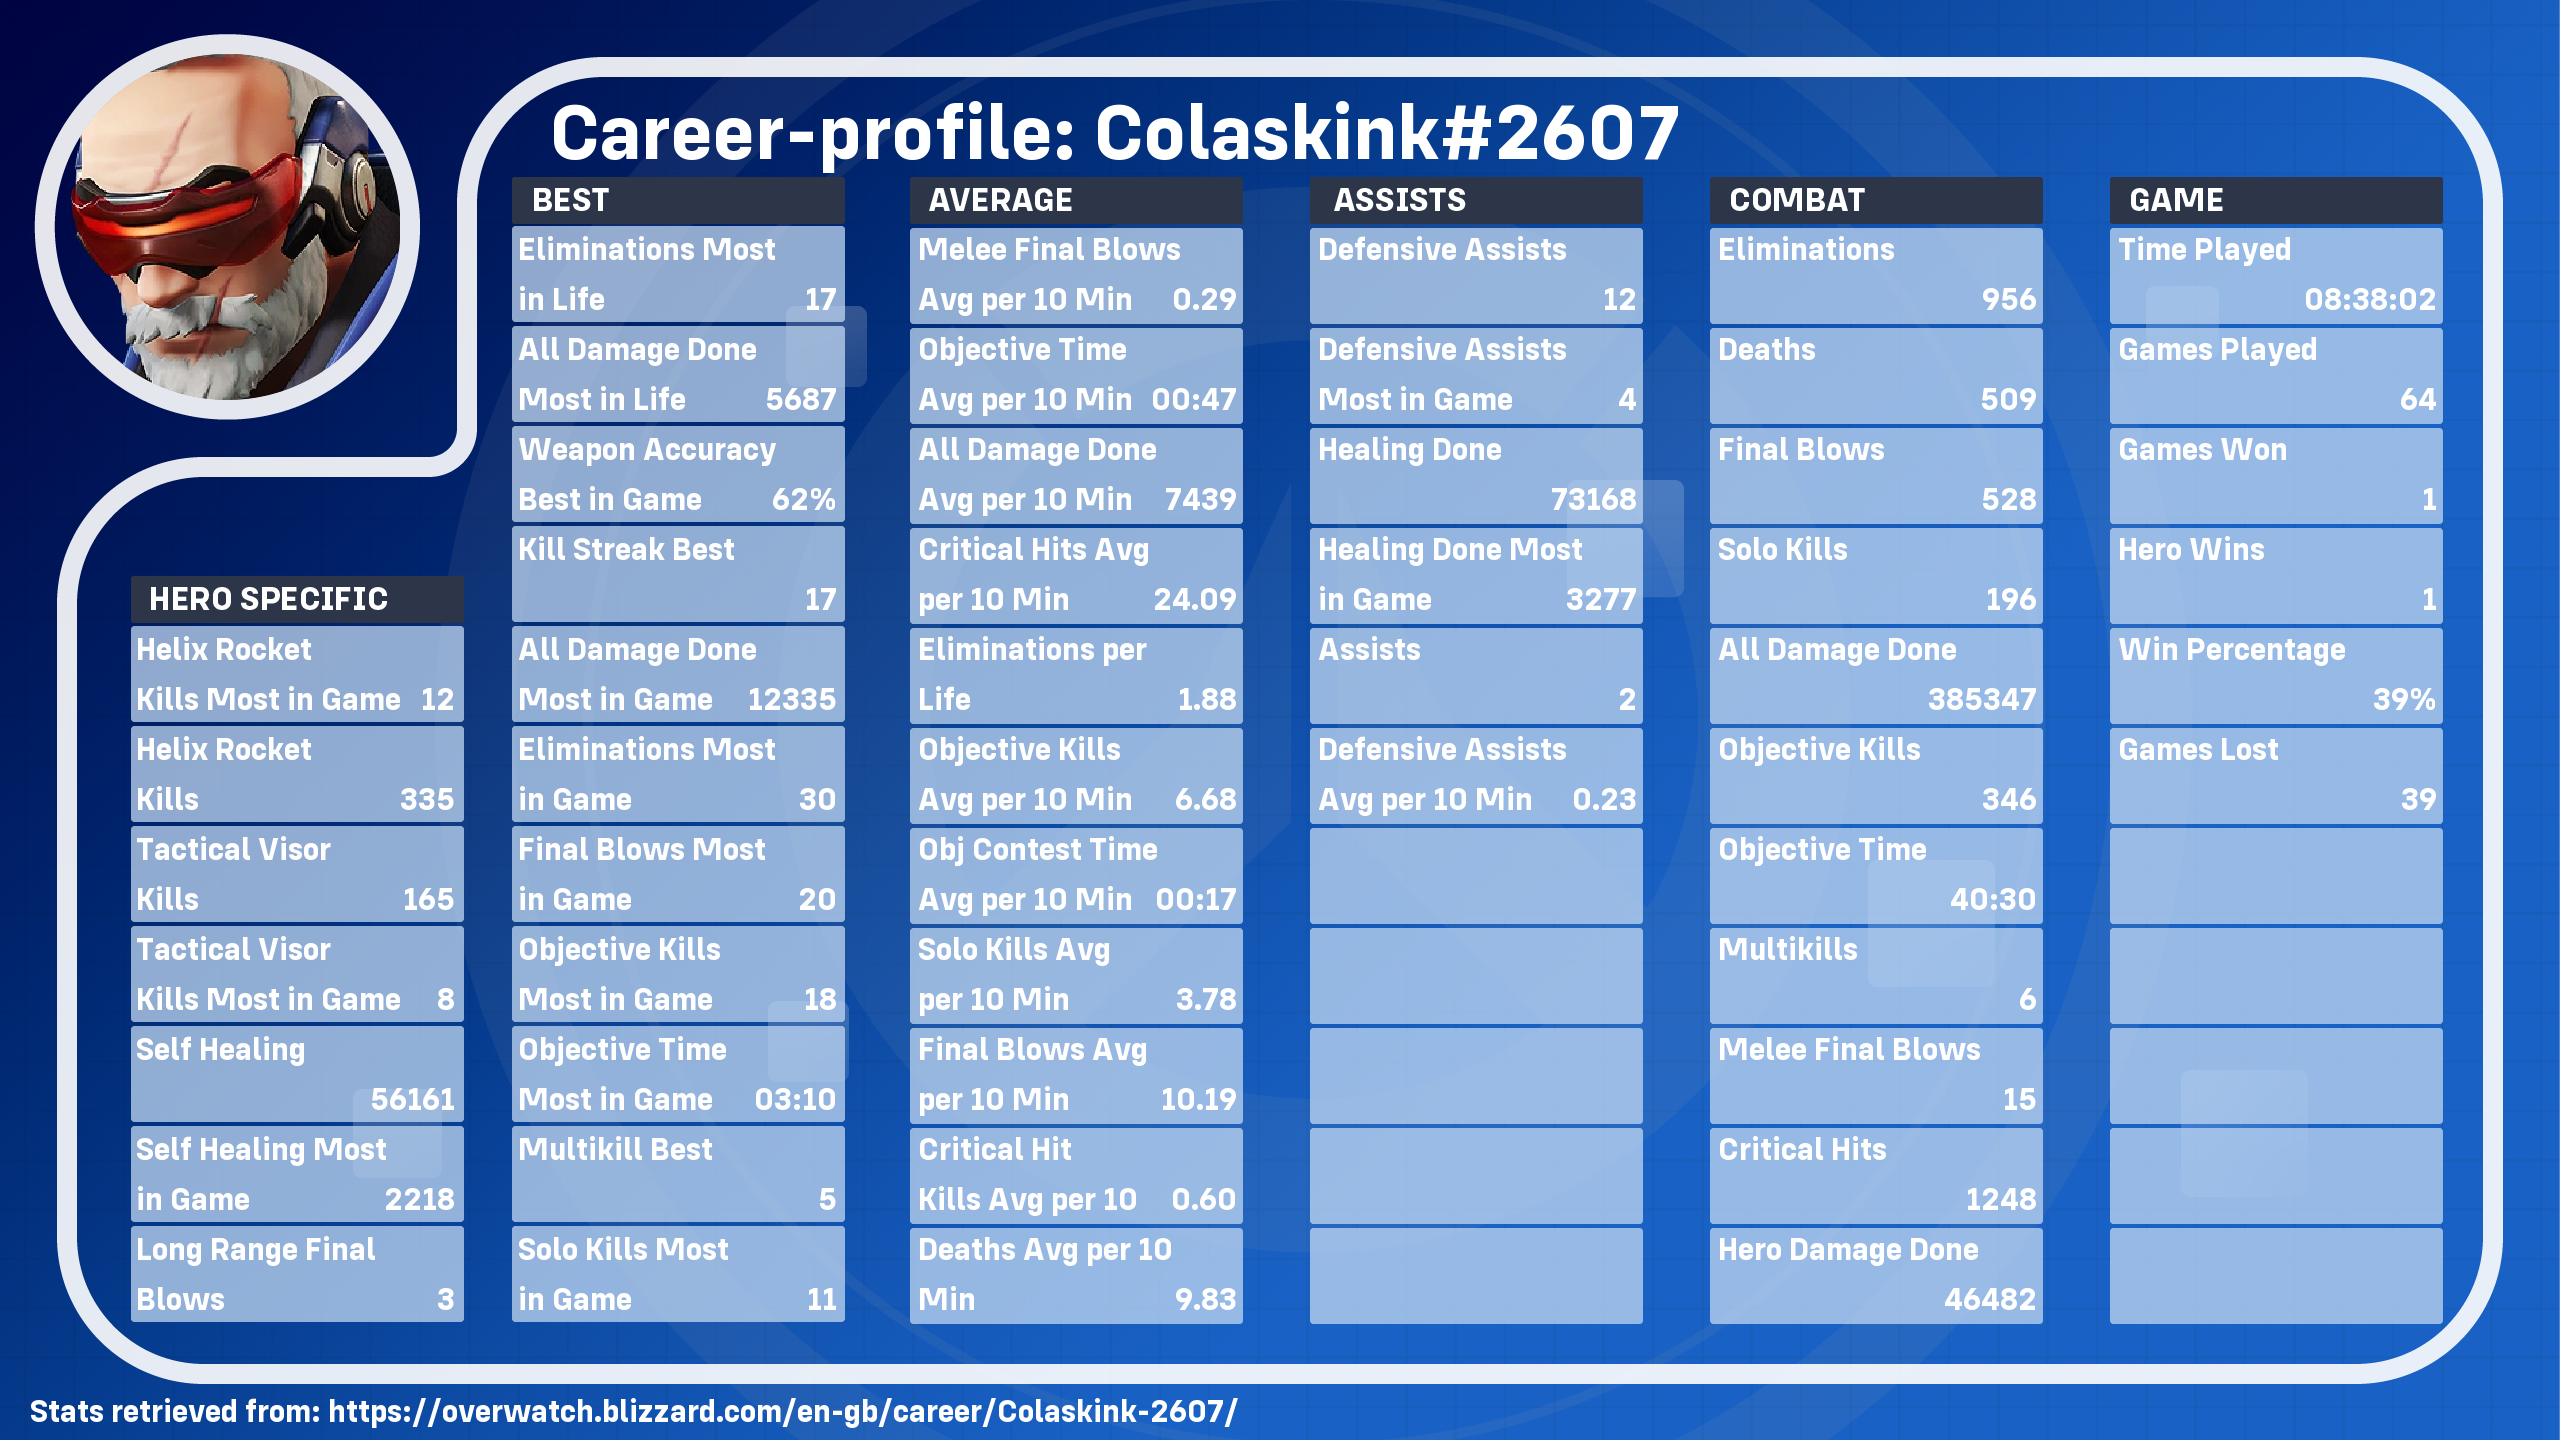 Career-profile: Colaskink#2607
HERO SPECIFIC
Helix Rocket
Kills Most in Game 12
Helix Rocket
Kills 335
Tactical Visor
Kills 165
Tactical Visor
Kills Most in Game 8
Self Healing
56161
Self Healing Most
in Game 2218
Long Range Final
Blows 3
BEST
Eliminations Most
in Life 17
All Damage Done
Most in Life 5687
Weapon Accuracy
Best in Game 62%
Kill Streak Best
17
All Damage Done
Most in Game 12335
Eliminations Most
in Game 30
Final Blows Most
in Game 20
Objective Kills
Most in Game 18
Objective Time
Most in Game 03:10
Multikill Best
5
Solo Kills Most
in Game 11
AVERAGE
Melee Final Blows
Avg per 10 Min 0.29
Objective Time
Avg per 10 Min 00:47
All Damage Done
Avg per 10 Min 7439
Critical Hits Avg
per 10 Min 24.09
Eliminations per
Life 1.88
Objective Kills
Avg per 10 Min 6.68
Obj Contest Time
Avg per 10 Min 00:17
Solo Kills Avg
per 10 Min 3.78
Final Blows Avg
per 10 Min 10.19
Critical Hit
Kills Avg per 10 0.60
Deaths Avg per 10
Min 9.83
ASSISTS
Defensive Assists
12
Defensive Assists
Most in Game 4
Healing Done
73168
Healing Done Most
in Game 3277
Assists
2
Defensive Assists
Avg per 10 Min 0.23
COMBAT
Eliminations
956
Deaths
509
Final Blows
528
Solo Kills
196
All Damage Done
385347
Objective Kills
346
Objective Time
40:30
Multikills
6
Melee Final Blows
15
Critical Hits
1248
Hero Damage Done
46482
GAME
Time Played
08:38:02
Games Played
64
Games Won
1
Hero Wins
1
Win Percentage
39%
Games Lost
39
Stats retrieved from: https://overwatch.blizzard.com/en-gb/career/Colaskink-2607/